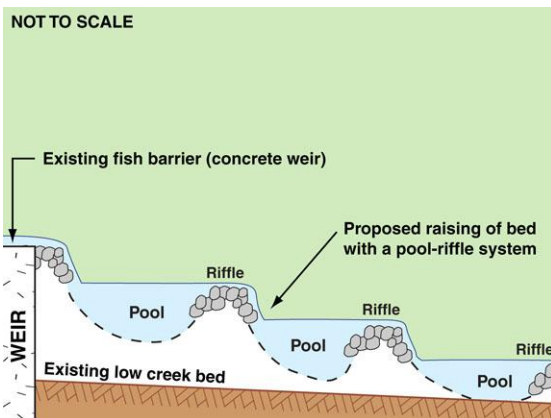 NOT TO SCALE
Existing fish barrier (concrete weir)
Proposed raising of bed
with a pool-riffle system
Riffle
Pool
Riffle
Pool
Riffle
Pool
WEIR
Existing low creek bed